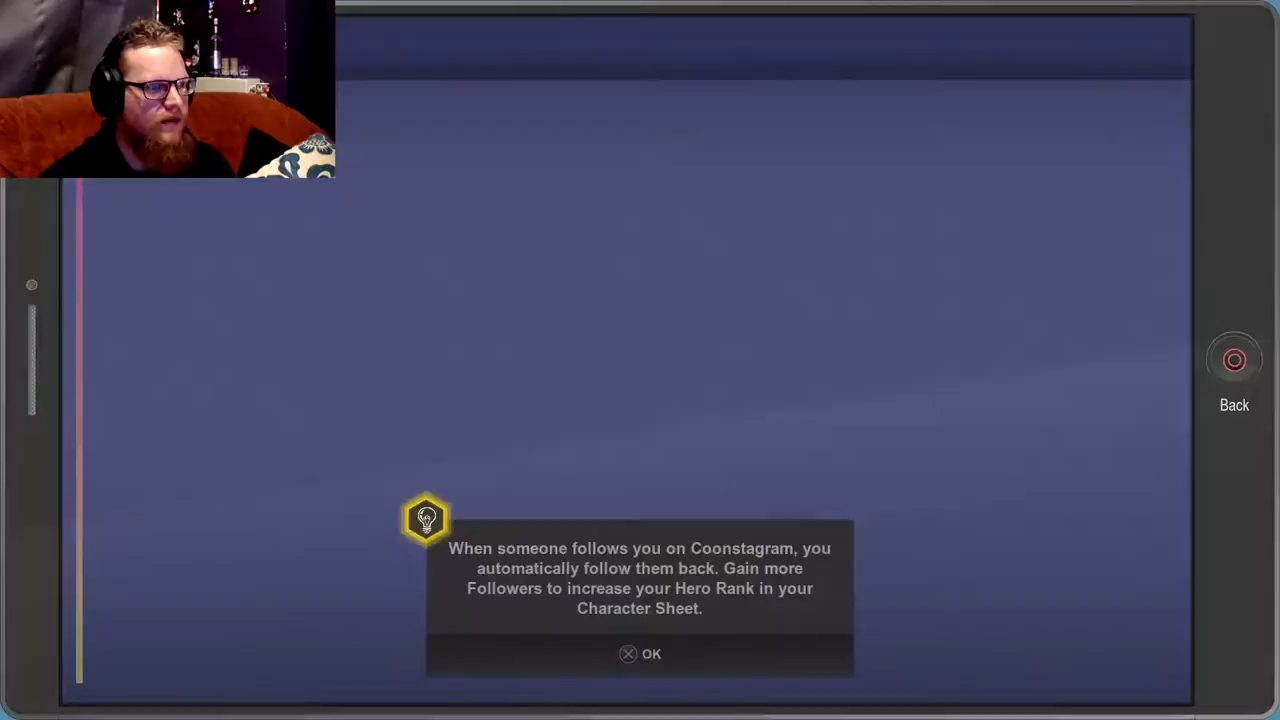 Back
When someone follows you on Coonstagram, you
automatically follow them back. Gain more
Followers to increase your Hero Rank in your
Character Sheet.
OK